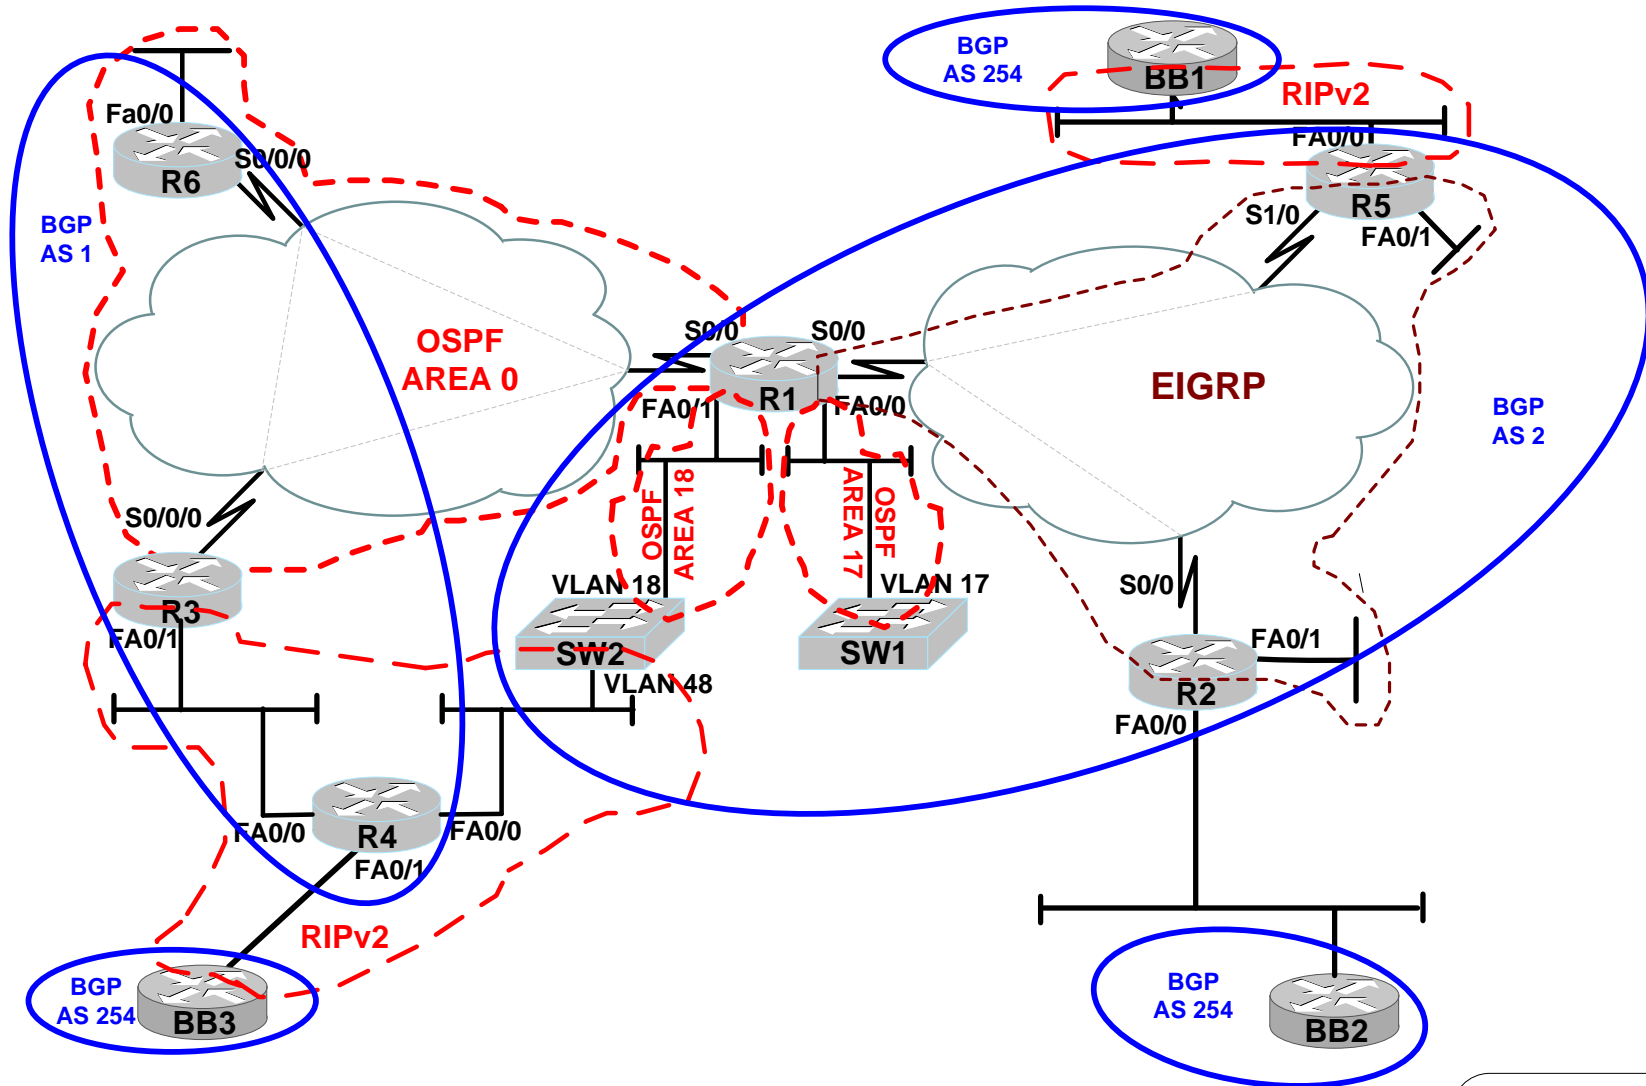 BGP
AS 254
BB1
RIPv2
Fa0/0
FA0/0
S0/0/0
R6
R5
S1/0
FA0/1
BGP
AS 1
OSPF
AREA 0
S0/0
S0/0
R1
FA0/1
FA0/0
EIGRP
BGP
AS 2
OSPF
AREA 18
AREA 17
OSPF
S0/0/0
VLAN 18
VLAN 17
S0/0
R3
FA0/1
SW2
SW1
FA0/1
VLAN 48
R2
FA0/0
FA0/0
R4
FA0/0
FA0/1
RIPv2
BGP
AS 254
BB3
BGP
AS 254
BB2